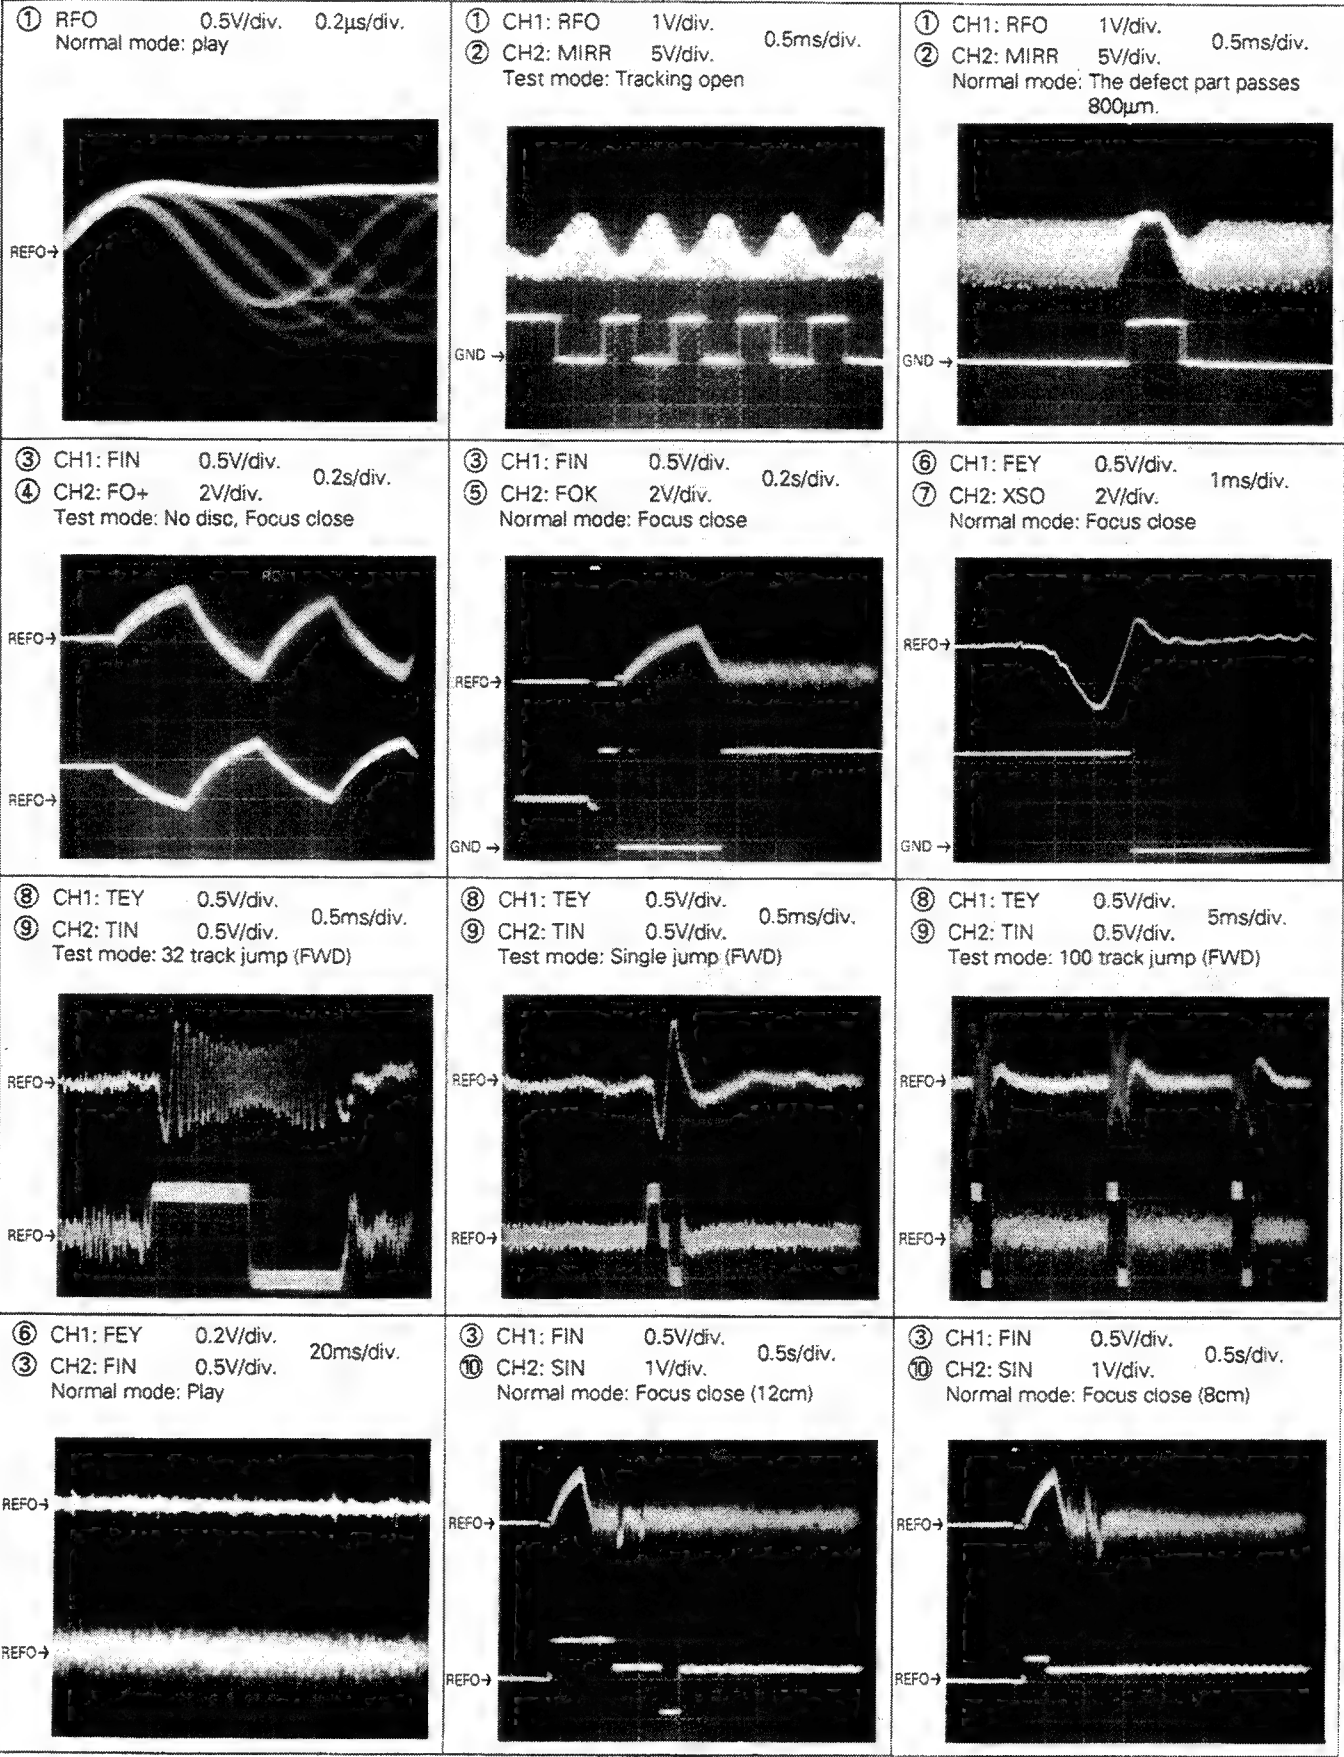 ① RFO 0.5V/div. 0.2µs/div.
Normal mode: play
REFO→
① CH1: RFO 1V/div. 0.5ms/div.
② CH2: MIRR 5V/div.
Test mode: Tracking open
GND →
① CH1: RFO 1V/div. 0.5ms/div.
② CH2: MIRR 5V/div.
Normal mode: The defect part passes
800µm.
GND →
③ CH1: FIN 0.5V/div. 0.2s/div.
④ CH2: FO+ 2V/div.
Test mode: No disc, Focus close
REFO→
REFO→
③ CH1: FIN 0.5V/div. 0.2s/div.
⑤ CH2: FOK 2V/div.
Normal mode: Focus close
REFO→
GND →
⑥ CH1: FEY 0.5V/div. 1ms/div.
⑦ CH2: XSO 2V/div.
Normal mode: Focus close
REFO→
GND →
⑧ CH1: TEY 0.5V/div. 0.5ms/div.
⑨ CH2: TIN 0.5V/div.
Test mode: 32 track jump (FWD)
REFO→
REFO→
⑧ CH1: TEY 0.5V/div. 0.5ms/div.
⑨ CH2: TIN 0.5V/div.
Test mode: Single jump (FWD)
REFO→
REFO→
⑧ CH1: TEY 0.5V/div. 5ms/div.
⑨ CH2: TIN 0.5V/div.
Test mode: 100 track jump (FWD)
REFO→
REFO→
⑥ CH1: FEY 0.2V/div. 20ms/div.
③ CH2: FIN 0.5V/div.
Normal mode: Play
REFO→
REFO→
③ CH1: FIN 0.5V/div. 0.5s/div.
⑩ CH2: SIN 1V/div.
Normal mode: Focus close (12cm)
REFO→
REFO→
③ CH1: FIN 0.5V/div. 0.5s/div.
⑩ CH2: SIN 1V/div.
Normal mode: Focus close (8cm)
REFO→
REFO→